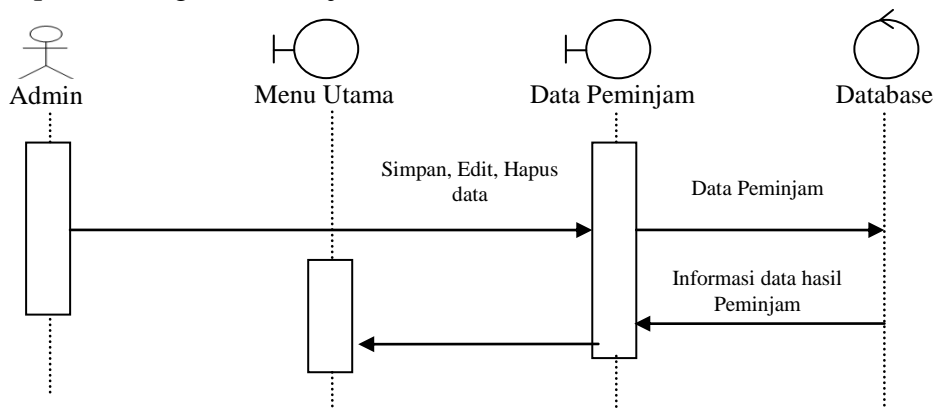 Admin
Menu Utama
Data Peminjam
Database
Simpan, Edit, Hapus
data
Data Peminjam
Informasi data hasil
Peminjam